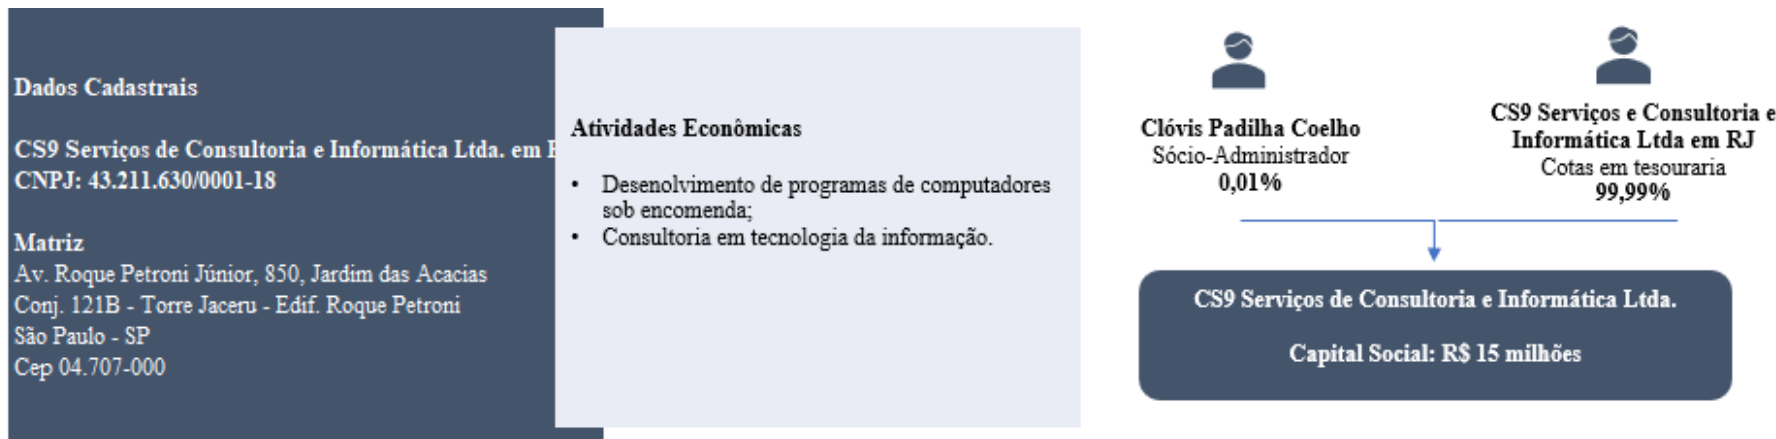 Dados Cadastrais
CS9 Serviços de Consultoria e Informática Ltda. em
CNPJ: 43.211.630/0001-18
Matriz
Av. Roque Petroni Júnior, 850, Jardim das Acacias
Conj. 121B - Torre Jaceru - Edif. Roque Petroni
São Paulo - SP
Cep 04.707-000
Atividades Econômicas
• Desenolvimento de programas de computadores
sob encomenda;
• Consultoria em tecnologia da informação.
Clóvis Padilha Coelho
Sócio-Administrador
0,01%
CS9 Serviços e Consultoria e
Informática Ltda em RJ
Cotas em tesouraria
99,99%
CS9 Serviços de Consultoria e Informática Ltda.
Capital Social: R$ 15 milhões